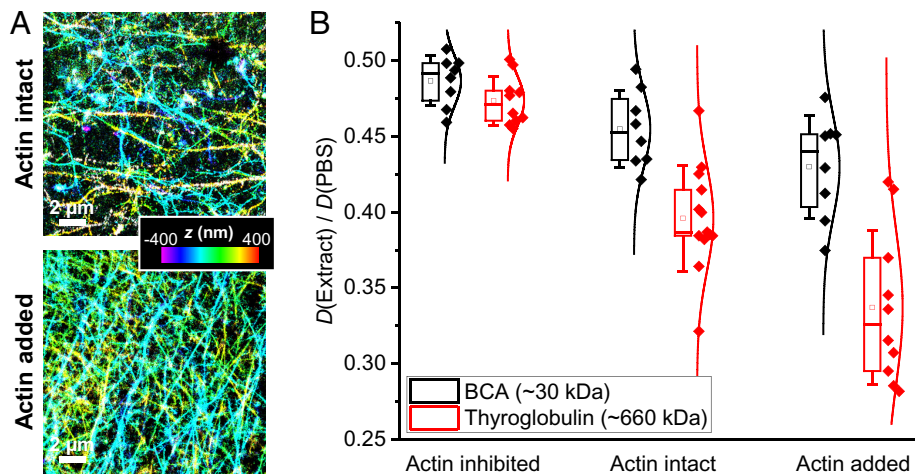 A
Actin intact
2 μm
-400 z (nm) 400
Actin added
2 μm
B
D(Extract) / D(PBS)
0.50
0.45
0.40
0.35
0.30
0.25
BCA (~30 kDa)
Thyroglobulin (~660 kDa)
Actin inhibited Actin intact Actin added